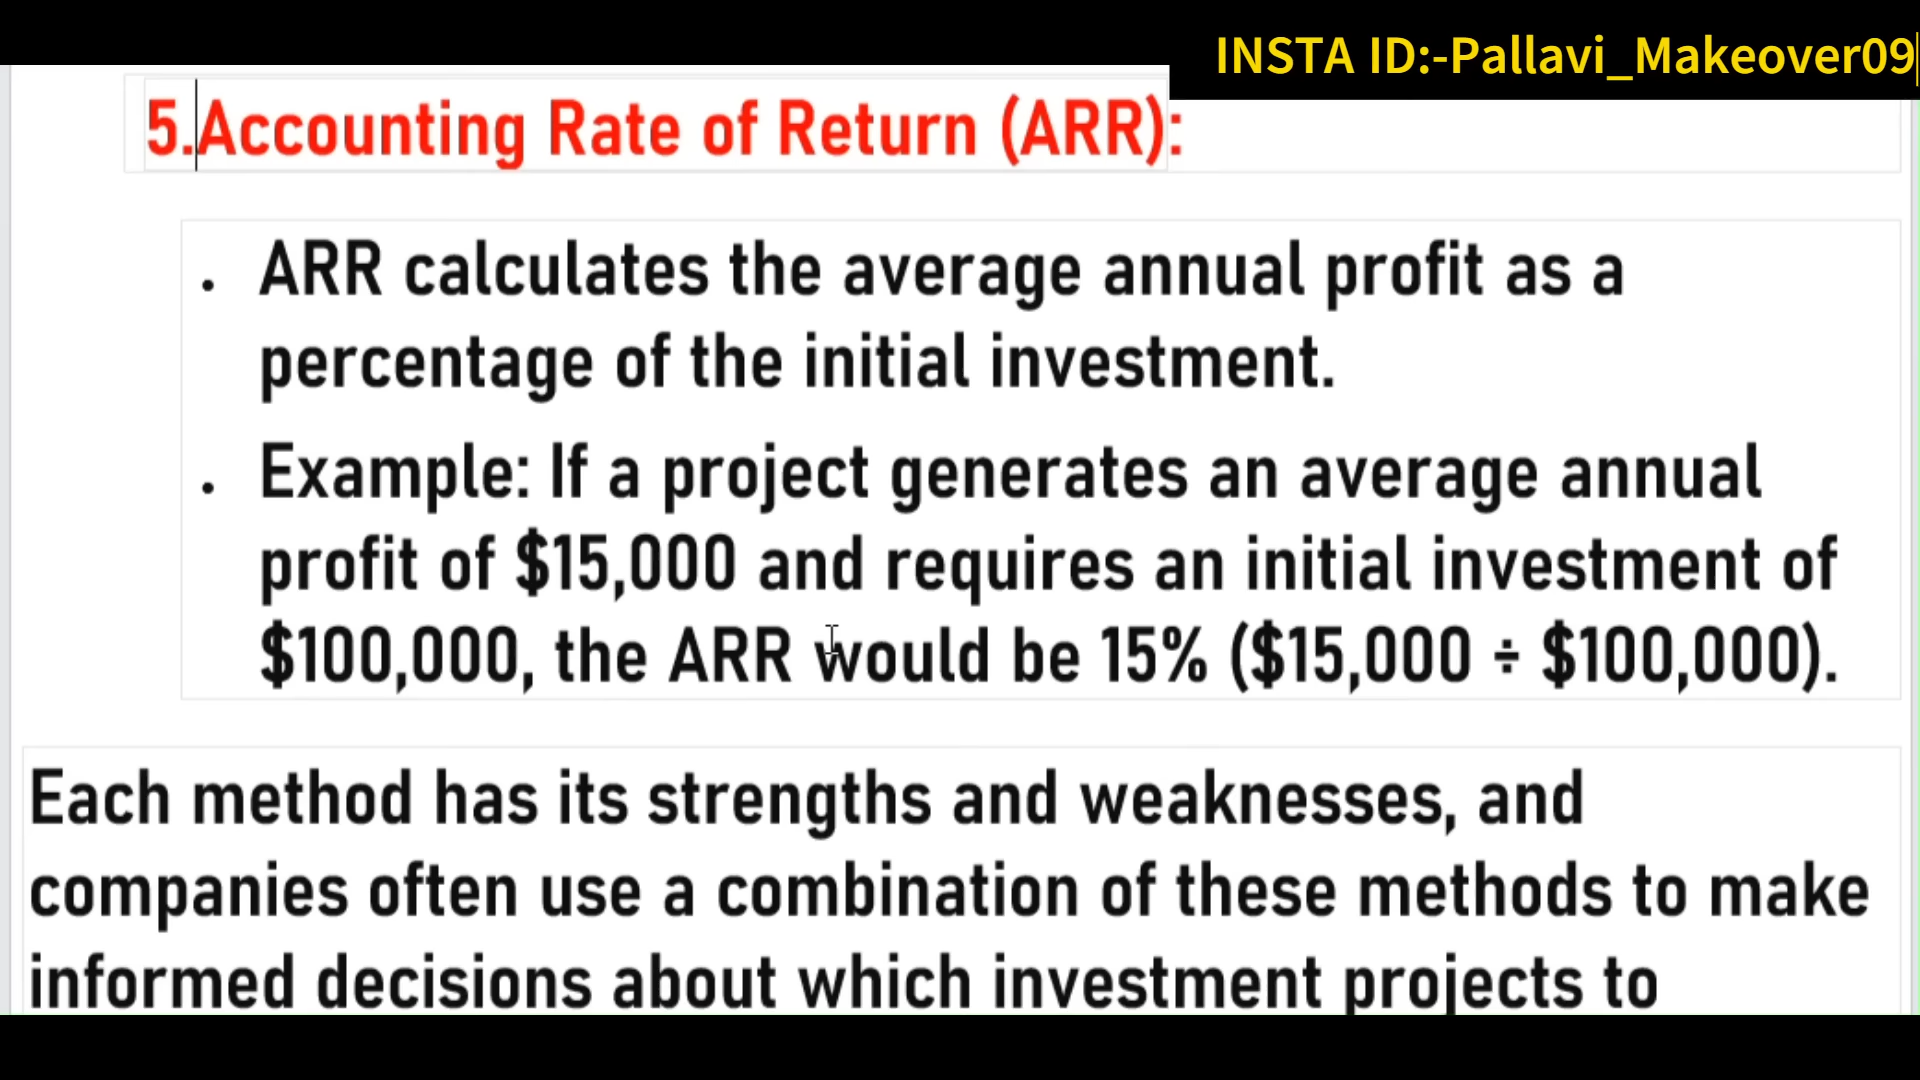 INSTA ID:-Pallavi_Makeover09
5.Accounting Rate of Return (ARR):
• ARR calculates the average annual profit as a
percentage of the initial investment.
• Example: If a project generates an average annual
profit of $15,000 and requires an initial investment of
$100,000, the ARR would be 15% ($15,000 ÷ $100,000).
Each method has its strengths and weaknesses, and
companies often use a combination of these methods to make
informed decisions about which investment projects to